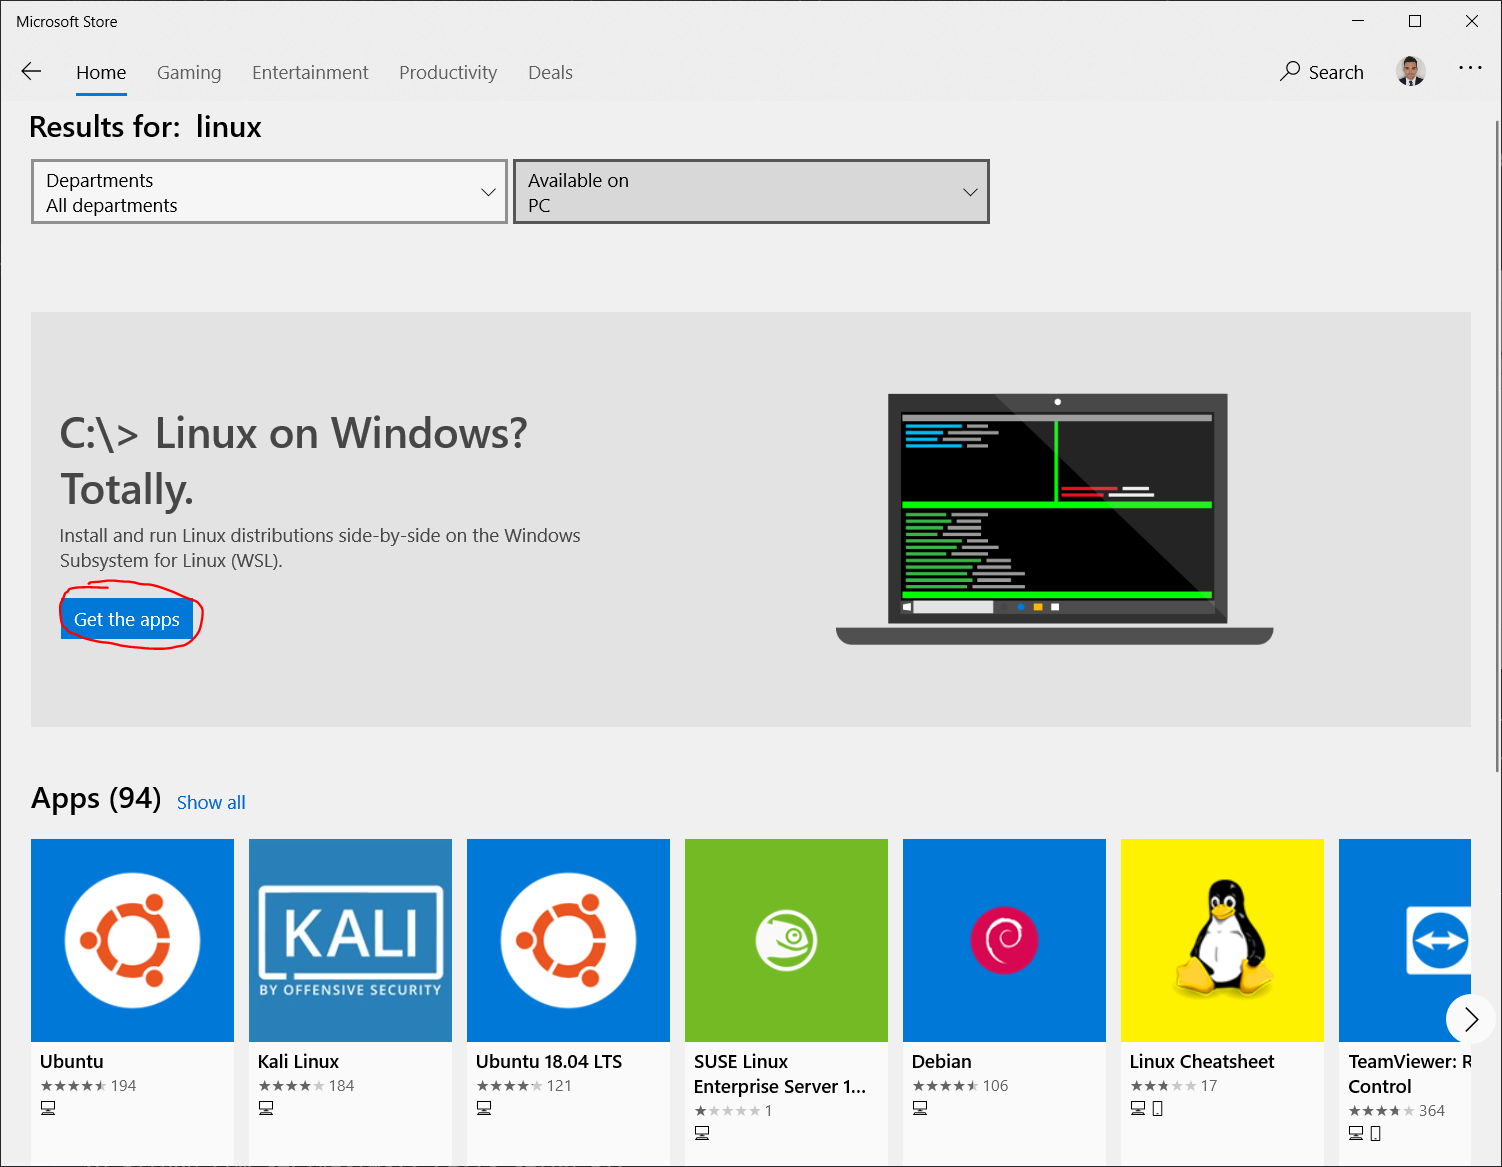 Microsoft Store
Home Gaming Entertainment Productivity Deals Search
Results for: linux
Departments
All departments
Available on
PC
C:\> Linux on Windows?
Totally.
Install and run Linux distributions side-by-side on the Windows
Subsystem for Linux (WSL).
Get the apps
Apps (94) Show all
KALI
BY OFFENSIVE SECURITY
Ubuntu
194
Kali Linux
184
Ubuntu 18.04 LTS
121
SUSE Linux
Enterprise Server 1...
1
Debian
106
Linux Cheatsheet
17
TeamViewer: R
Control
364